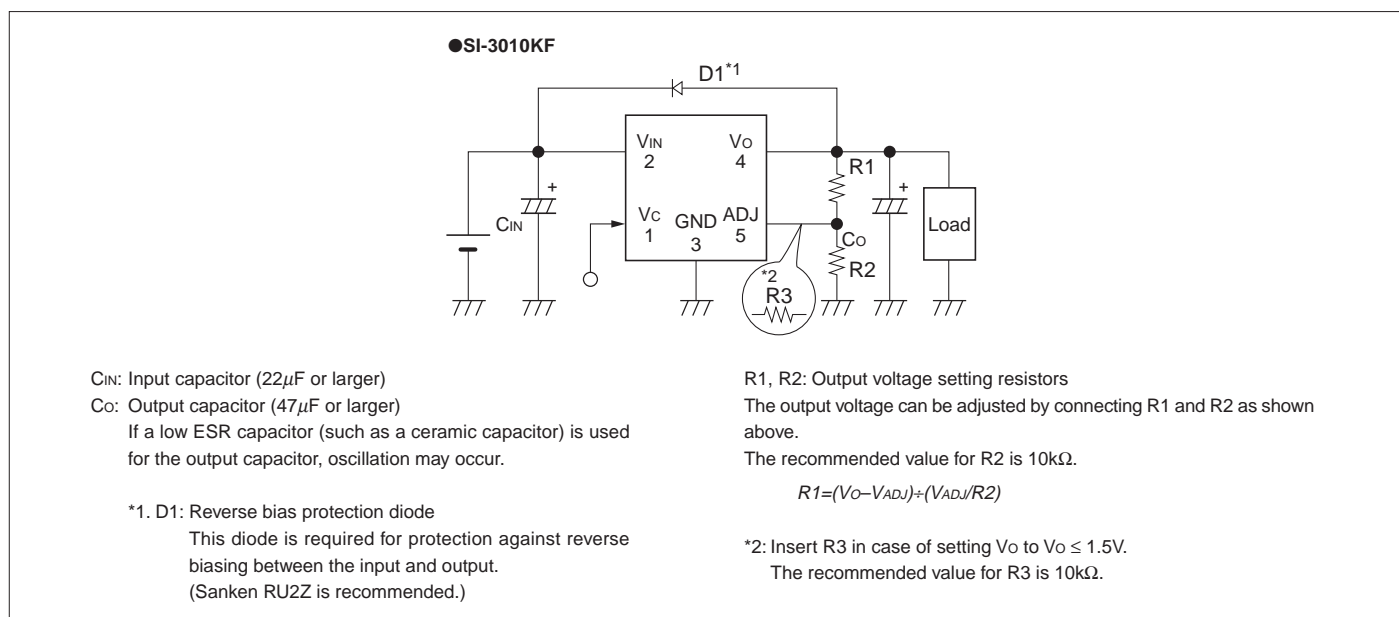 ●SI-3010KF
D1*1
VIN
2
VO
4
R1
+
+
CIN
VC
1
GND
3
ADJ
5
CO
R2
Load
*2
R3
CIN: Input capacitor (22μF or larger)
CO: Output capacitor (47μF or larger)
If a low ESR capacitor (such as a ceramic capacitor) is used
for the output capacitor, oscillation may occur.
*1. D1: Reverse bias protection diode
This diode is required for protection against reverse
biasing between the input and output.
(Sanken RU2Z is recommended.)
R1, R2: Output voltage setting resistors
The output voltage can be adjusted by connecting R1 and R2 as shown
above.
The recommended value for R2 is 10kΩ.
R1=(VO–VADJ)÷(VADJ/R2)
*2: Insert R3 in case of setting VO to VO ≤ 1.5V.
The recommended value for R3 is 10kΩ.